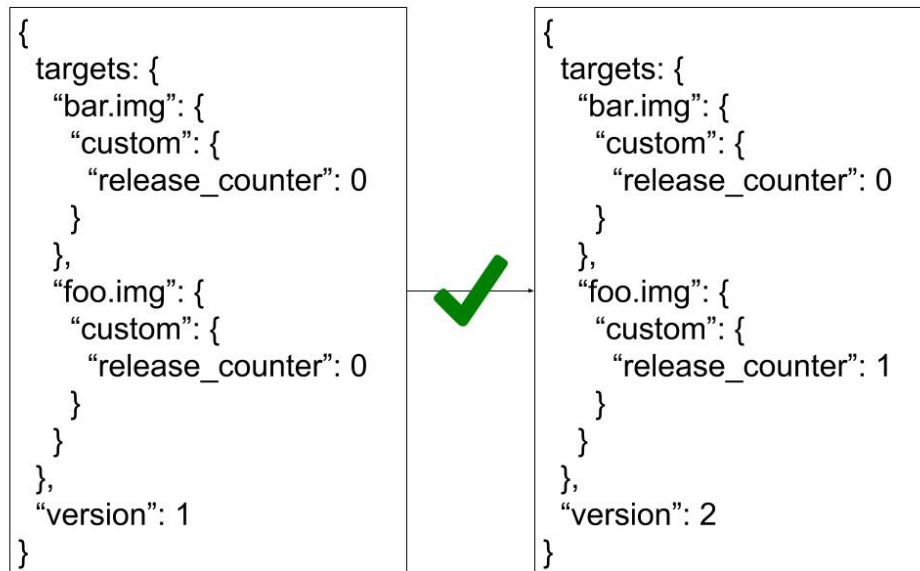 {
targets: {
“bar.img”: {
“custom”: {
“release_counter”: 0
}
},
“foo.img”: {
“custom”: {
“release_counter”: 0
}
}
},
“version”: 1
}
{
targets: {
“bar.img”: {
“custom”: {
“release_counter”: 0
}
},
“foo.img”: {
“custom”: {
“release_counter”: 1
}
}
},
“version”: 2
}